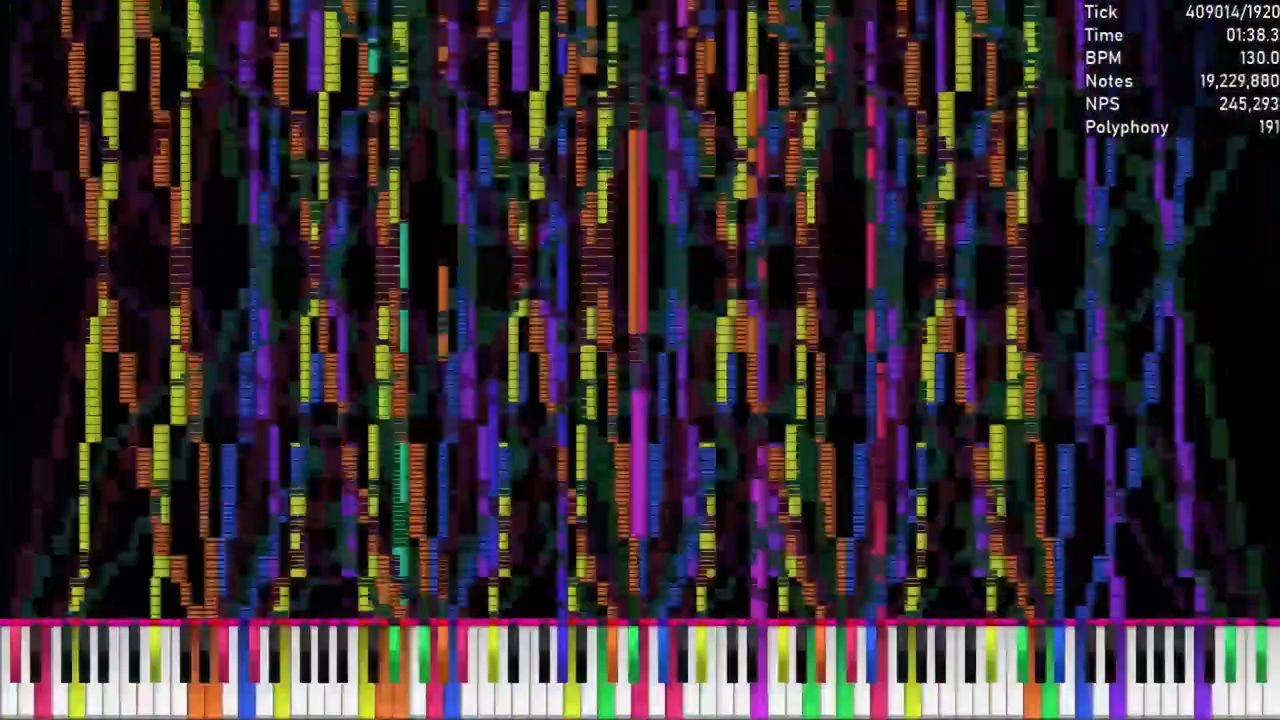 Tick 409014/1920
Time 01:38.3
BPM 130.0
Notes 19,229,880
NPS 245,293
Polyphony 191